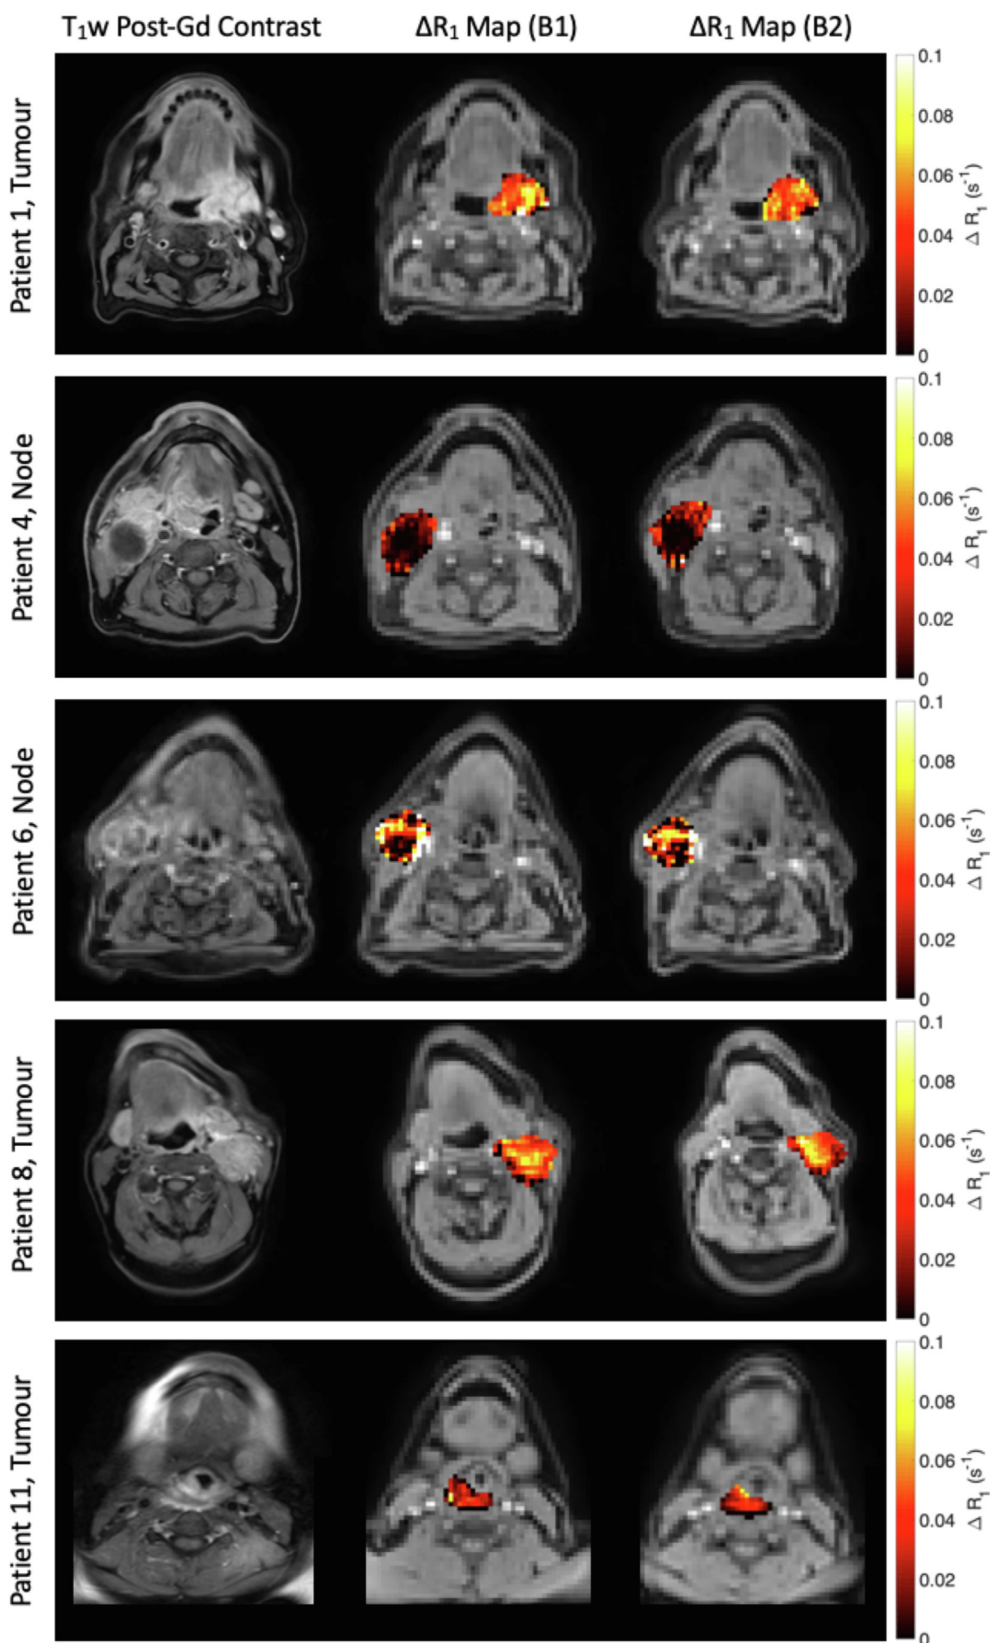 T₁w Post-Gd Contrast ΔR₁ Map (B1) ΔR₁ Map (B2)
Patient 1, Tumour
0.1
0.08
0.06
0.04
0.02
0
Δ R₁ (s⁻¹)
Patient 4, Node
0.1
0.08
0.06
0.04
0.02
0
Δ R₁ (s⁻¹)
Patient 6, Node
0.1
0.08
0.06
0.04
0.02
0
Δ R₁ (s⁻¹)
Patient 8, Tumour
0.1
0.08
0.06
0.04
0.02
0
Δ R₁ (s⁻¹)
Patient 11, Tumour
0.1
0.08
0.06
0.04
0.02
0
Δ R₁ (s⁻¹)